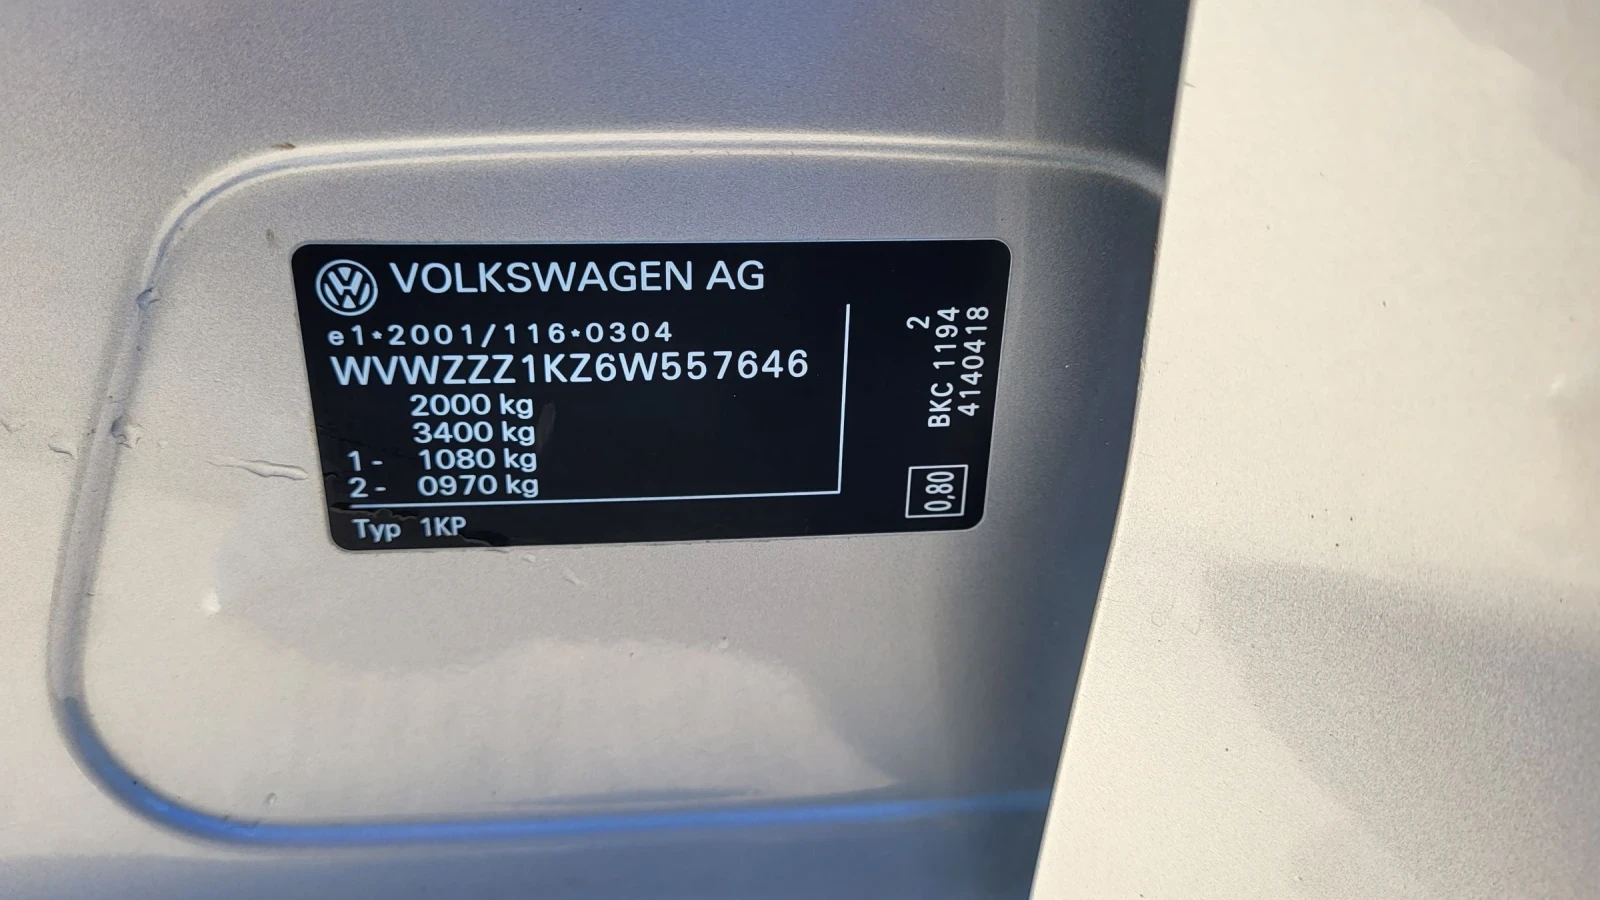 VOLKSWAGEN AG
e1*2001/116*0304
WVWZZZ1KZ6W557646
2000 kg
3400 kg
1- 1080 kg
2- 0970 kg
Typ 1KP
2
BKC 1194
4140418
0,80